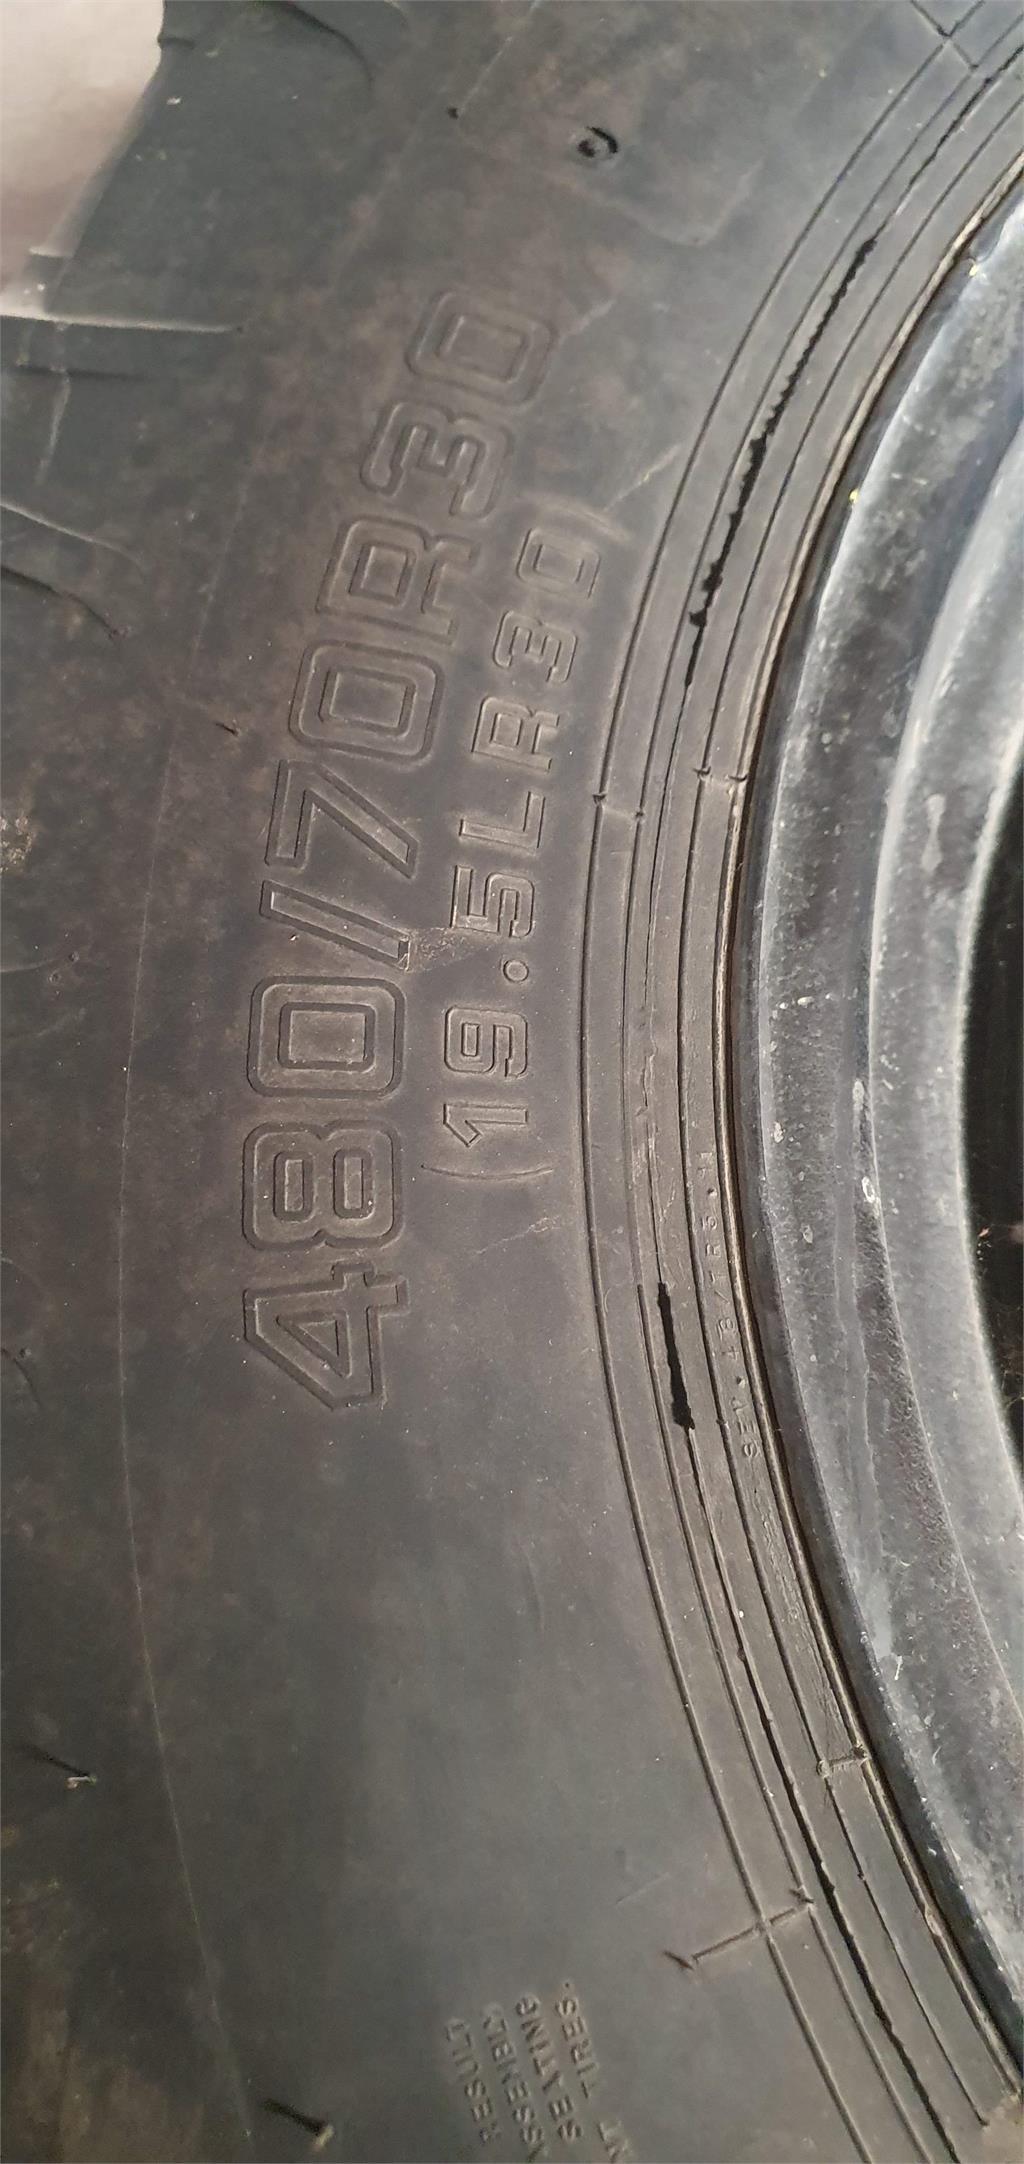 480/70R30
(19.5LR30)
RESULT
ASSEMBLY
SEATING
TIRES.